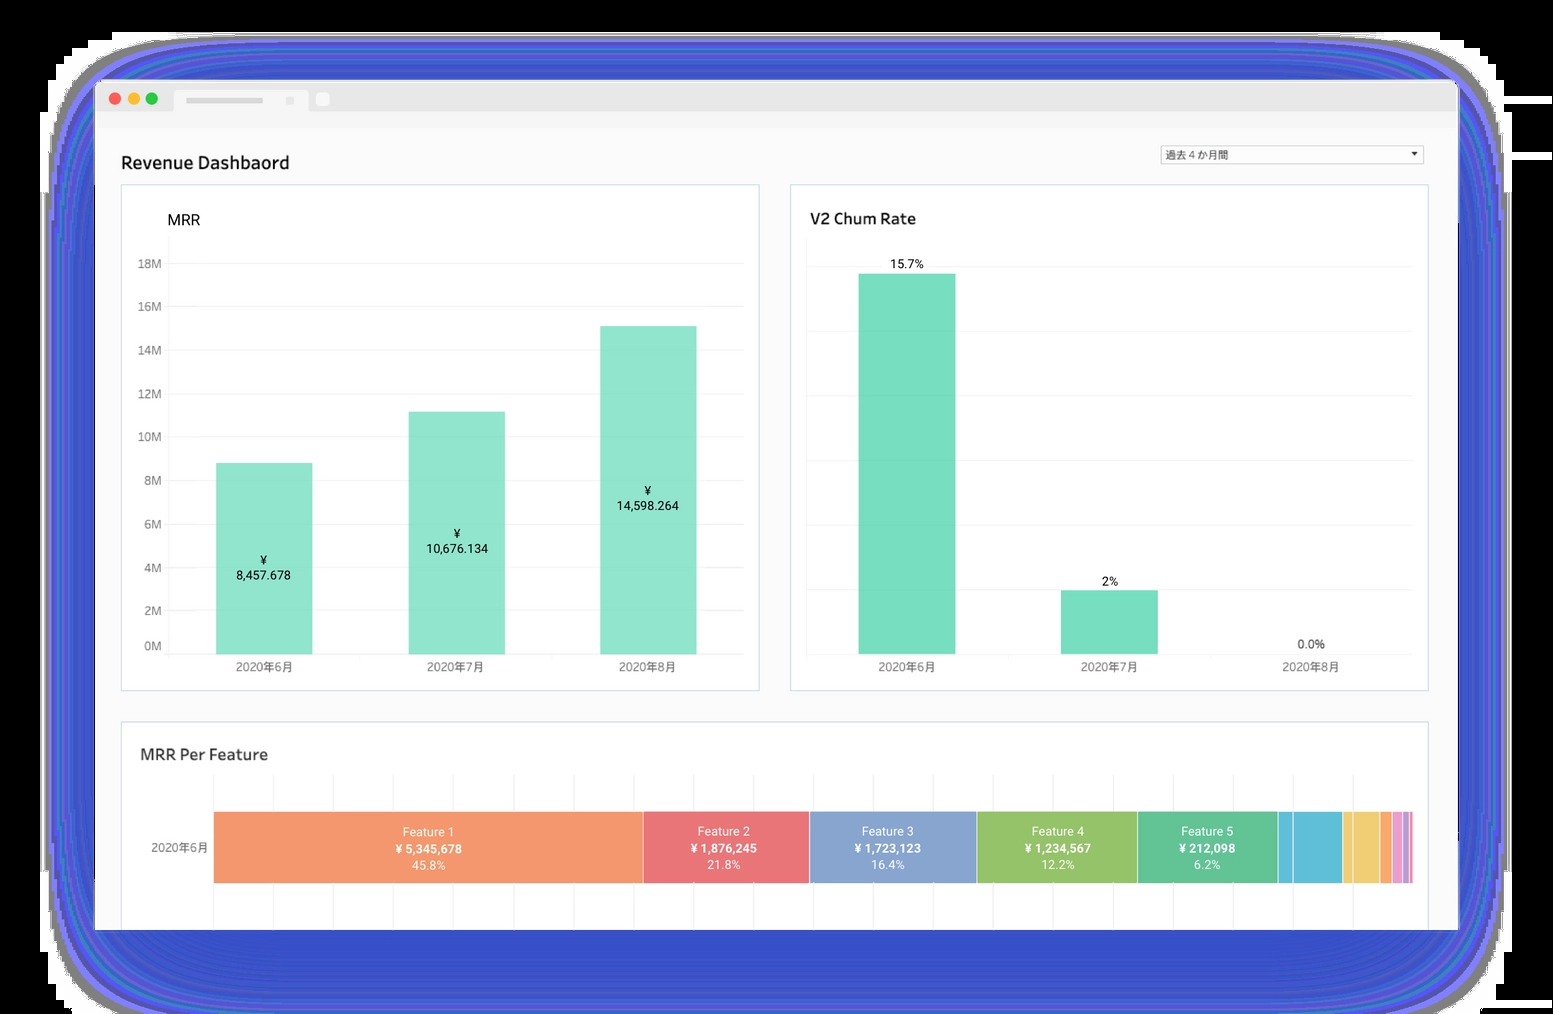 Revenue Dashbaord
過去４か月間
MRR
18M
16M
14M
12M
10M
8M
6M
4M
2M
0M
¥
8,457.678
¥
10,676.134
¥
14,598.264
2020年6月
2020年7月
2020年8月
V2 Chum Rate
15.7%
2%
0.0%
2020年6月
2020年7月
2020年8月
MRR Per Feature
2020年6月
Feature 1
¥ 5,345,678
45.8%
Feature 2
¥ 1,876,245
21.8%
Feature 3
¥ 1,723,123
16.4%
Feature 4
¥ 1,234,567
12.2%
Feature 5
¥ 212,098
6.2%